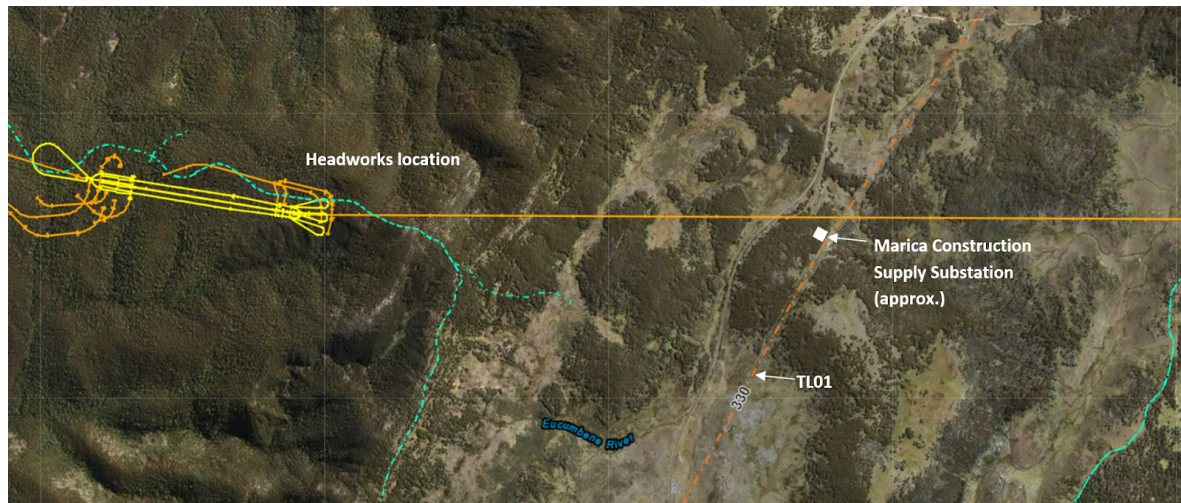 Headworks location
Marica Construction
Supply Substation
(approx.)
TL01
330
Eucumbene River